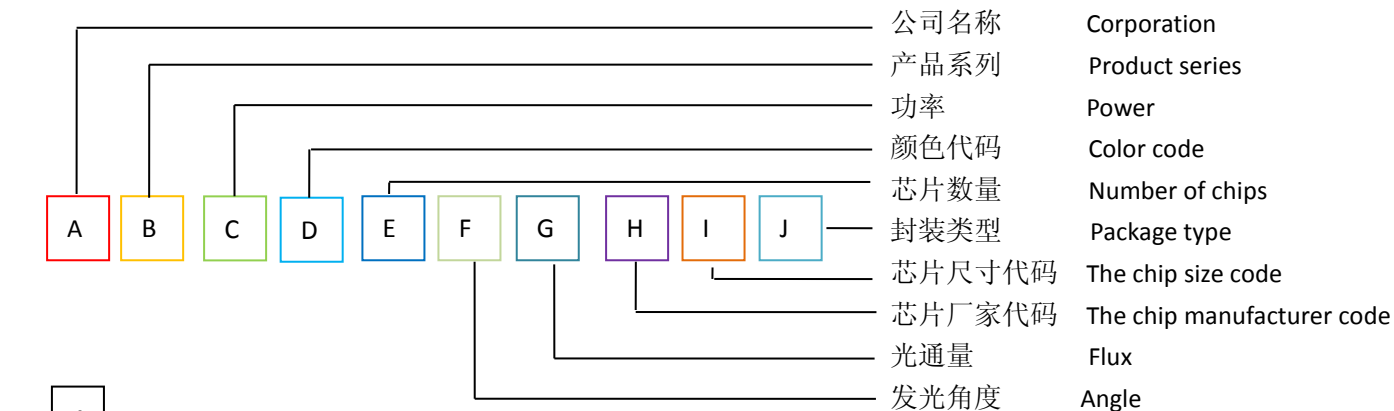 公司名称 Corporation
产品系列 Product series
功率 Power
颜色代码 Color code
芯片数量 Number of chips
A B C D E F G H I J 封装类型 Package type
芯片尺寸代码 The chip size code
芯片厂家代码 The chip manufacturer code
光通量 Flux
发光角度 Angle